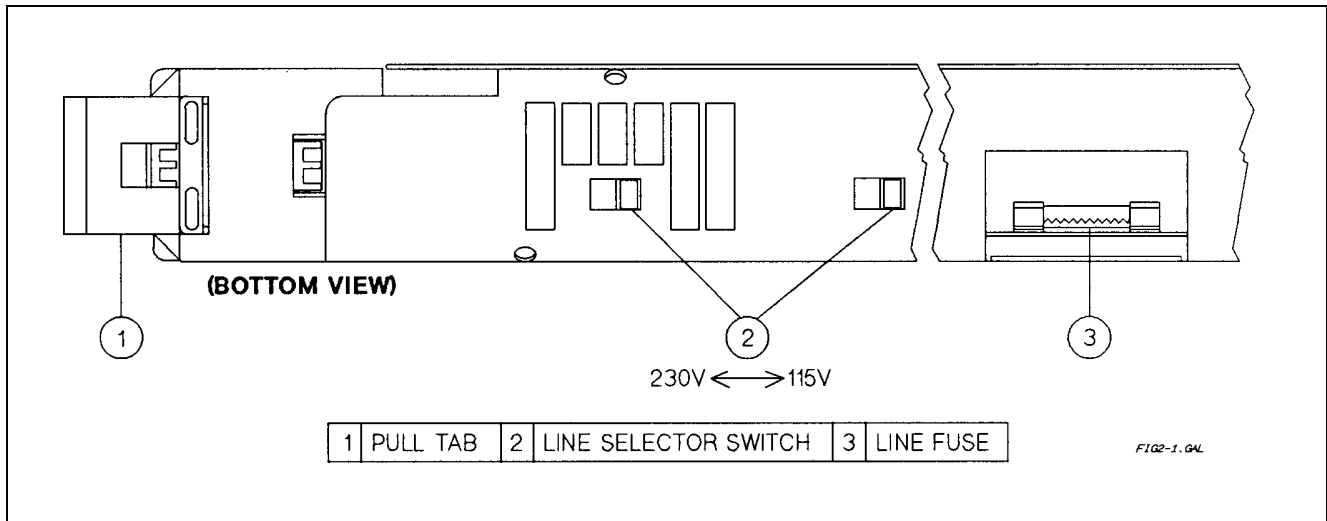 (BOTTOM VIEW)
1
2
3
230V ⟷ 115V
1 PULL TAB 2 LINE SELECTOR SWITCH 3 LINE FUSE
FIG2-1.GAL